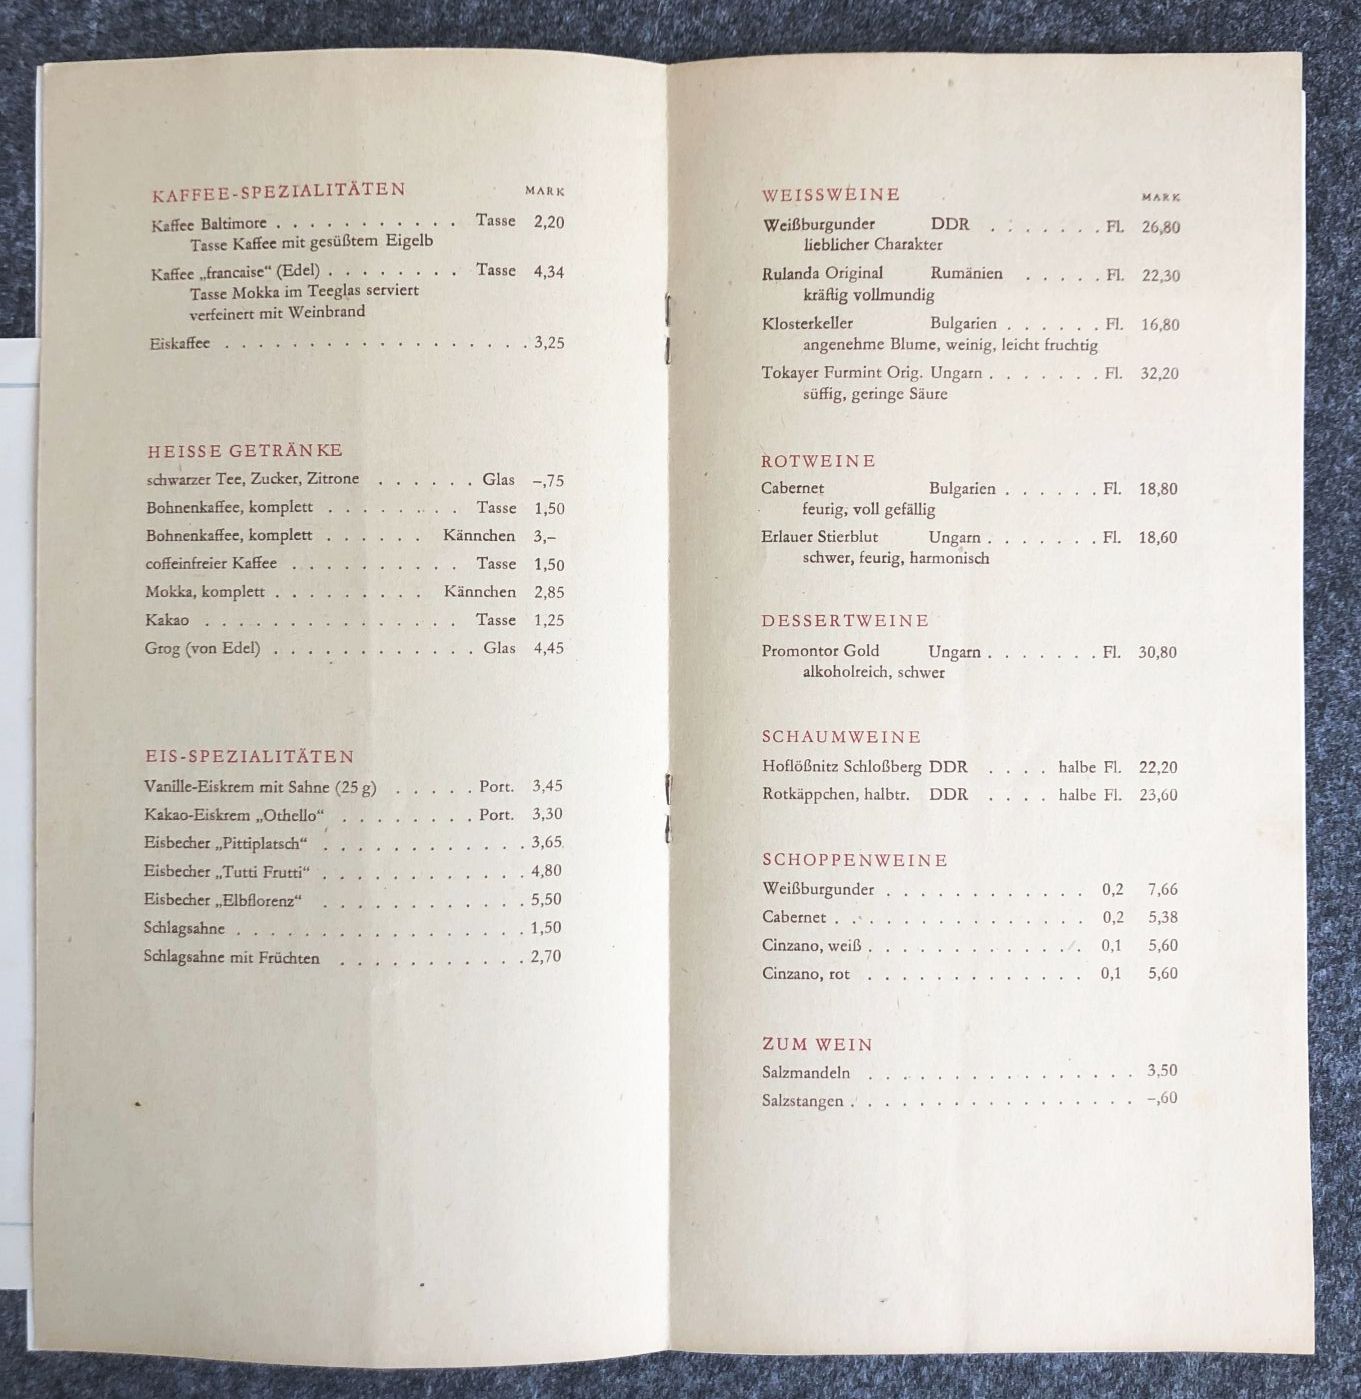 KAFFEE-SPEZIALITÄTEN MARK
Kaffee Baltimore . . . . . . . . . . . Tasse 2,20
Tasse Kaffee mit gesüßtem Eigelb
Kaffee „francaise“ (Edel) . . . . . . . . Tasse 4,34
Tasse Mokka im Teeglas serviert
verfeinert mit Weinbrand
Eiskaffee . . . . . . . . . . . . . . . . . . 3,25
HEISSE GETRÄNKE
schwarzer Tee, Zucker, Zitrone . . . . . . Glas –,75
Bohnenkaffee, komplett . . . . . . . . Tasse 1,50
Bohnenkaffee, komplett . . . . . . Kännchen 3,–
coffeinfreier Kaffee . . . . . . . . . . Tasse 1,50
Mokka, komplett . . . . . . . . . Kännchen 2,85
Kakao . . . . . . . . . . . . . . . Tasse 1,25
Grog (von Edel) . . . . . . . . . . . . Glas 4,45
EIS-SPEZIALITÄTEN
Vanille-Eiskrem mit Sahne (25 g) . . . . . Port. 3,45
Kakao-Eiskrem „Othello“ . . . . . . . . Port. 3,30
Eisbecher „Pittiplatsch“ . . . . . . . . . . . . 3,65
Eisbecher „Tutti Frutti“ . . . . . . . . . . . . 4,80
Eisbecher „Elbflorenz“ . . . . . . . . . . . . 5,50
Schlagsahne . . . . . . . . . . . . . . . . . 1,50
Schlagsahne mit Früchten . . . . . . . . . . . 2,70
WEISSWEINE MARK
Weißburgunder DDR . . . . . . . Fl. 26,80
lieblicher Charakter
Rulanda Original Rumänien . . . . . Fl. 22,30
kräftig vollmundig
Klosterkeller Bulgarien . . . . . . Fl. 16,80
angenehme Blume, weinig, leicht fruchtig
Tokayer Furmint Orig. Ungarn . . . . . . . Fl. 32,20
süffig, geringe Säure
ROTWEINE
Cabernet Bulgarien . . . . . . Fl. 18,80
feurig, voll gefällig
Erlauer Stierblut Ungarn . . . . . . . Fl. 18,60
schwer, feurig, harmonisch
DESSERTWEINE
Promontor Gold Ungarn . . . . . . . Fl. 30,80
alkoholreich, schwer
SCHAUMWEINE
Hoflößnitz Schloßberg DDR . . . . halbe Fl. 22,20
Rotkäppchen, halbtr. DDR . . . . halbe Fl. 23,60
SCHOPPENWEINE
Weißburgunder . . . . . . . . . . . . 0,2 7,66
Cabernet . . . . . . . . . . . . . . . 0,2 5,38
Cinzano, weiß . . . . . . . . . . . . . 0,1 5,60
Cinzano, rot . . . . . . . . . . . . . 0,1 5,60
ZUM WEIN
Salzmandeln . . . . . . . . . . . . . . . . 3,50
Salzstangen . . . . . . . . . . . . . . . . . –,60